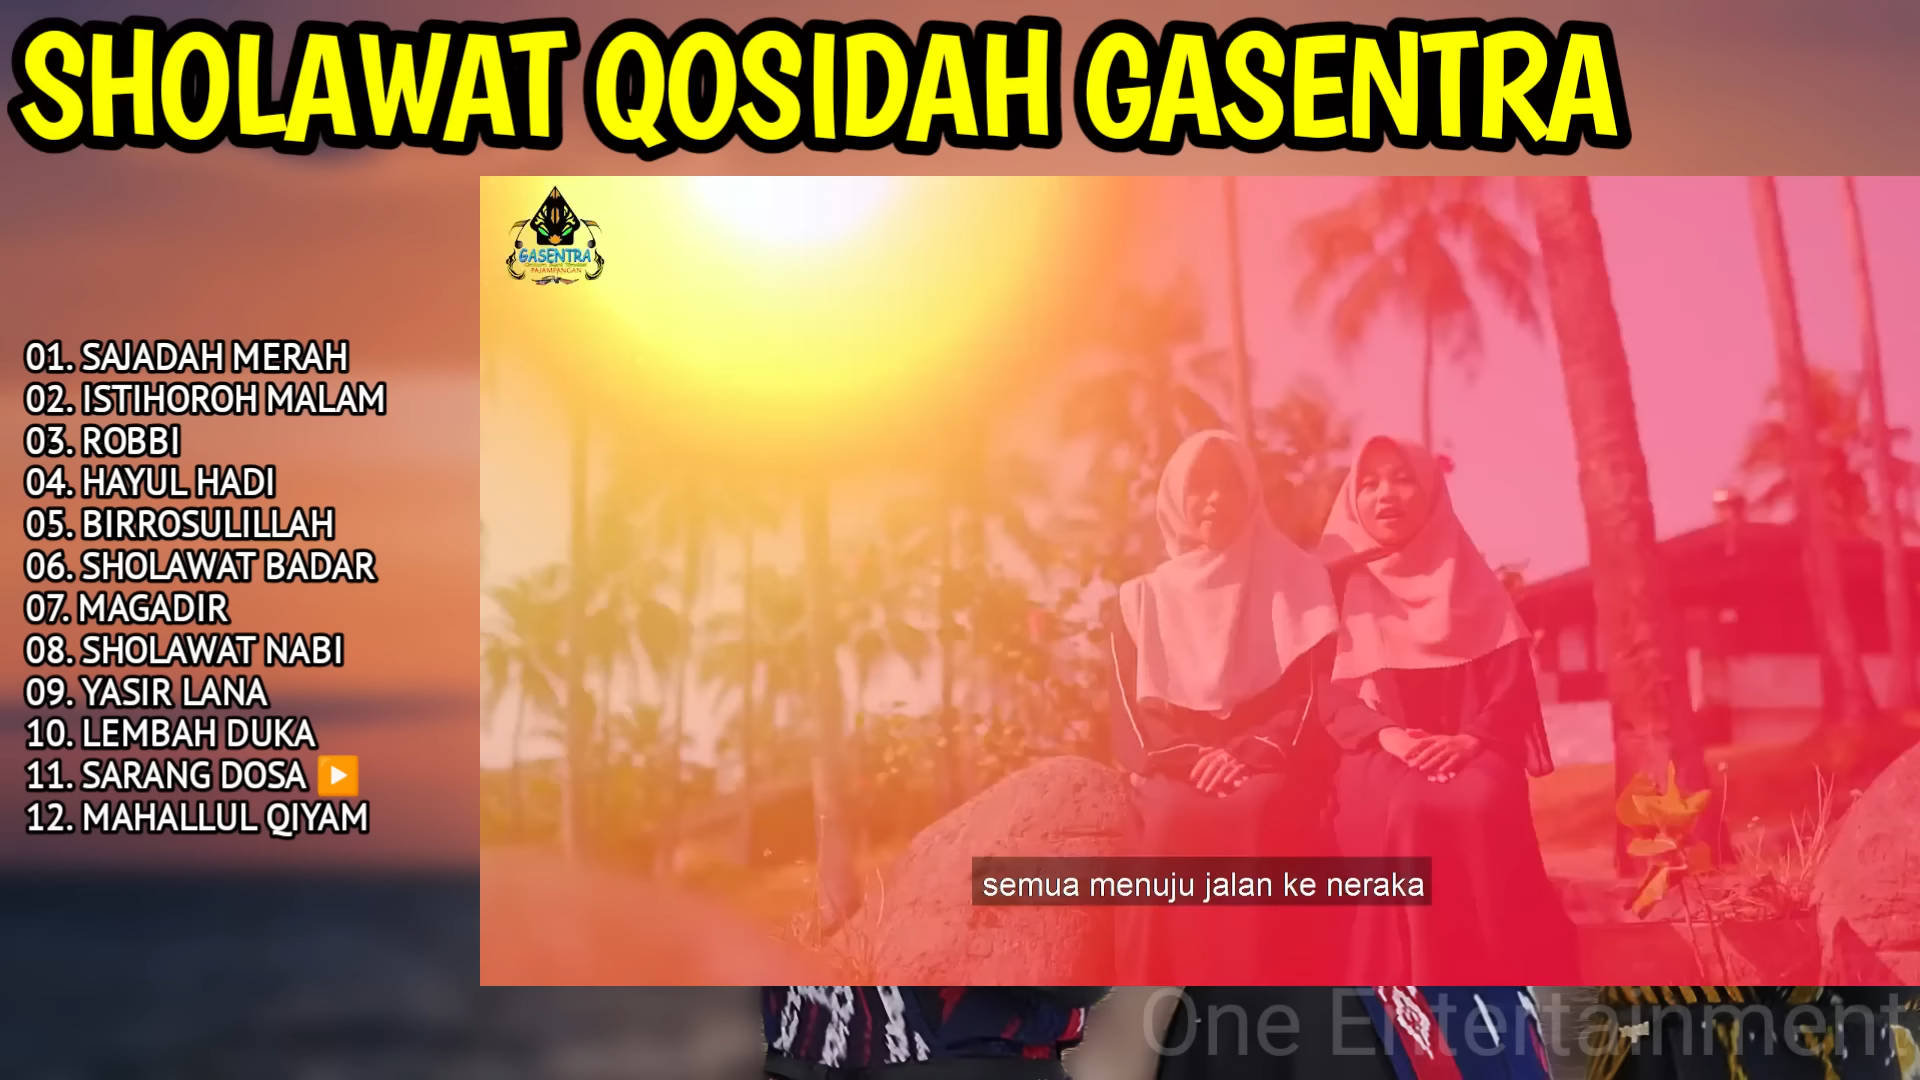 SHOLAWAT QOSIDAH GASENTRA
GASENTRA
PAJAMPANGAN
01. SAJADAH MERAH
02. ISTIHOROH MALAM
03. ROBBI
04. HAYUL HADI
05. BIRROSULILLAH
06. SHOLAWAT BADAR
07. MAGADIR
08. SHOLAWAT NABI
09. YASIR LANA
10. LEMBAH DUKA
11. SARANG DOSA
12. MAHALLUL QIYAM
semua menuju jalan ke neraka
One Entertainment